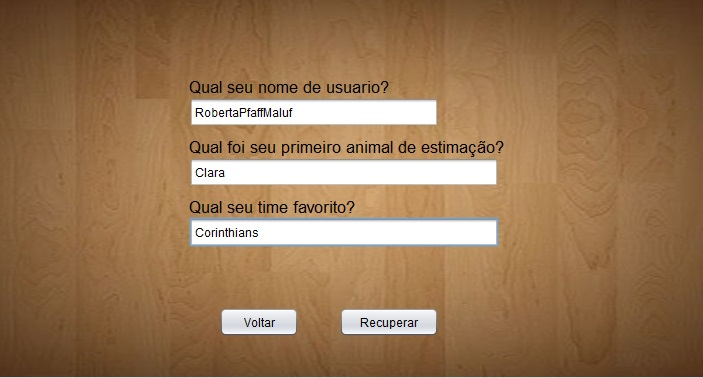 Qual seu nome de usuario?
RobertaPfaffMaluf
Qual foi seu primeiro animal de estimação?
Clara
Qual seu time favorito?
Corinthians
Voltar Recuperar